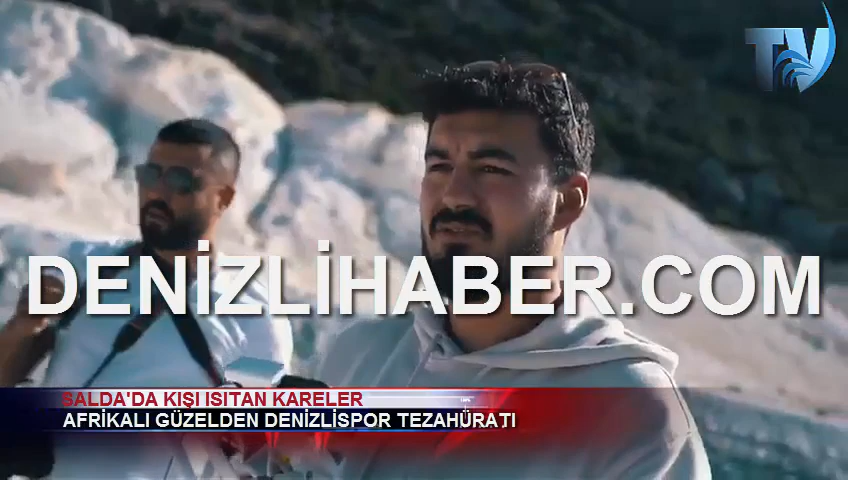 TV
DENİZLİHABER.COM
SALDA'DA KIŞI ISITAN KARELER
AFRİKALI GÜZELDEN DENİZLİSPOR TEZAHÜRATI